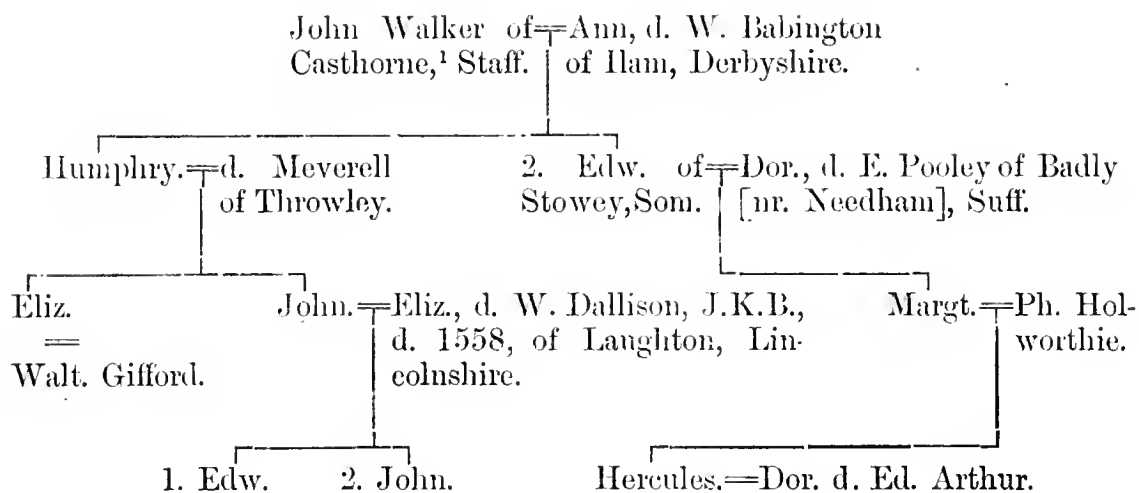 John Walker of Ann, d. W. Babington
Casthorne,¹ Staff. of Ilam, Derbyshire.
Humphry. d. Meverell
of Throwley.
2. Edw. of Dor., d. E. Pooley of Badly
Stowey, Som. [nr. Needham], Suff.
Eliz.
=
Walt. Gifford.
John. = Eliz., d. W. Dallison, J.K.B.,
d. 1558, of Laughton, Lin-
colnshire.
Margt. = Ph. Hol-
worthie.
1. Edw. 2. John.
Hercules. = Dor. d. Ed. Arthur.